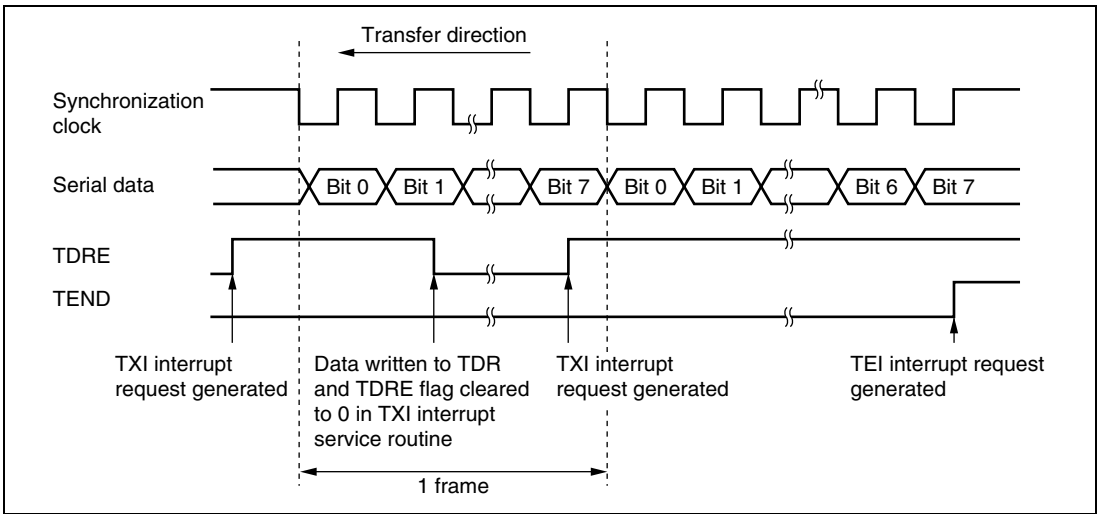 Transfer direction
Synchronization
clock
Serial data
Bit 0 Bit 1 Bit 7 Bit 0 Bit 1 Bit 6 Bit 7
TDRE
TEND
TXI interrupt
request generated
Data written to TDR
and TDRE flag cleared
to 0 in TXI interrupt
service routine
TXI interrupt
request generated
TEI interrupt request
generated
1 frame